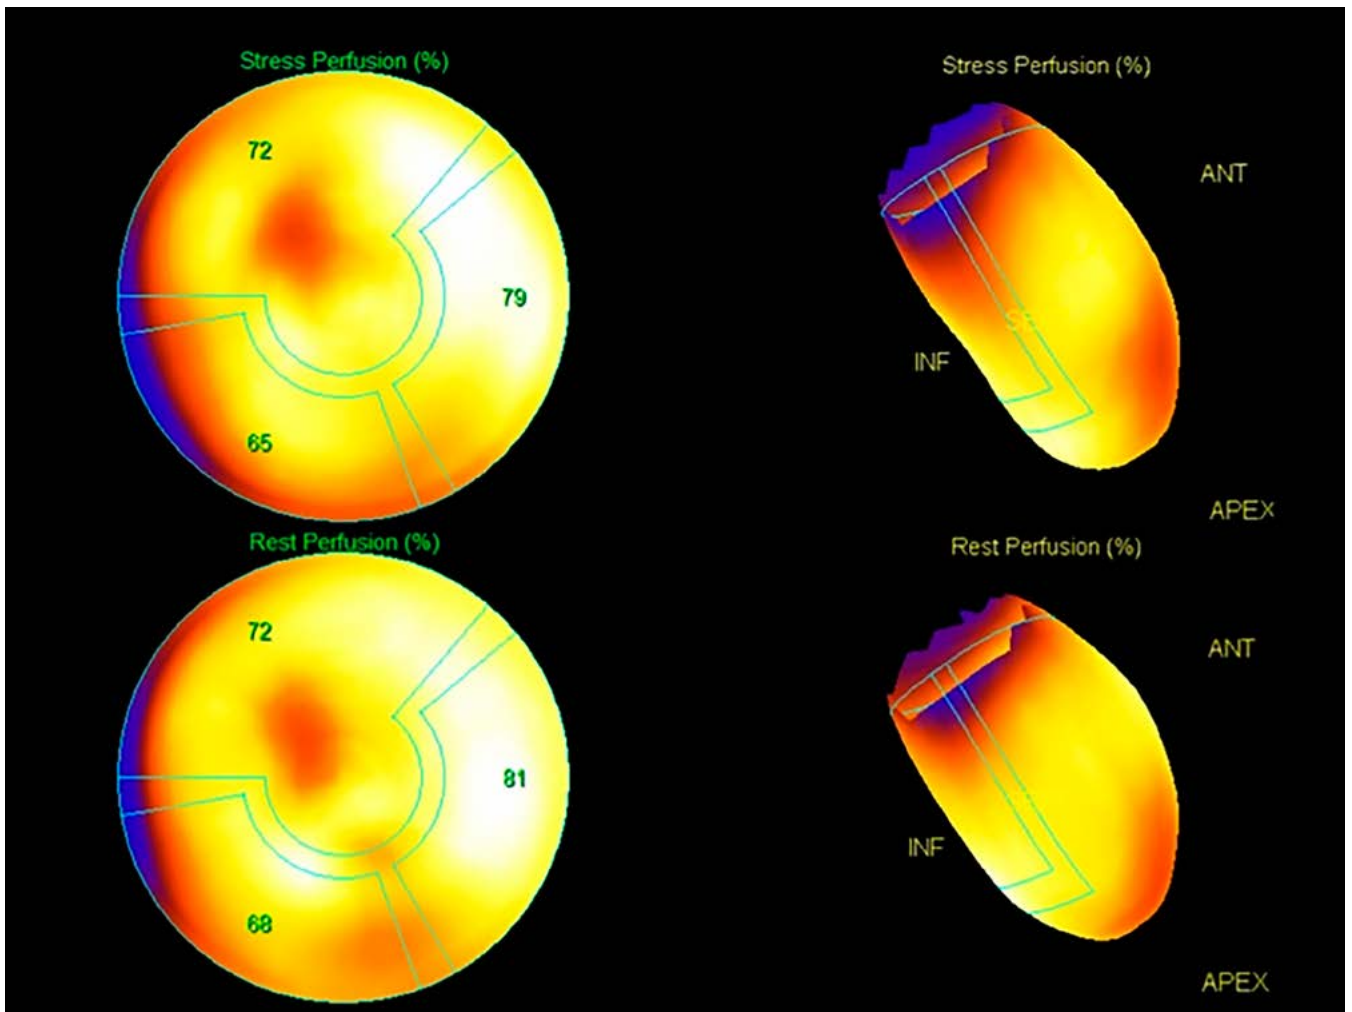 Stress Perfusion (%)
72
79
65
Stress Perfusion (%)
ANT
INF
APEX
Rest Perfusion (%)
72
81
68
Rest Perfusion (%)
ANT
INF
APEX